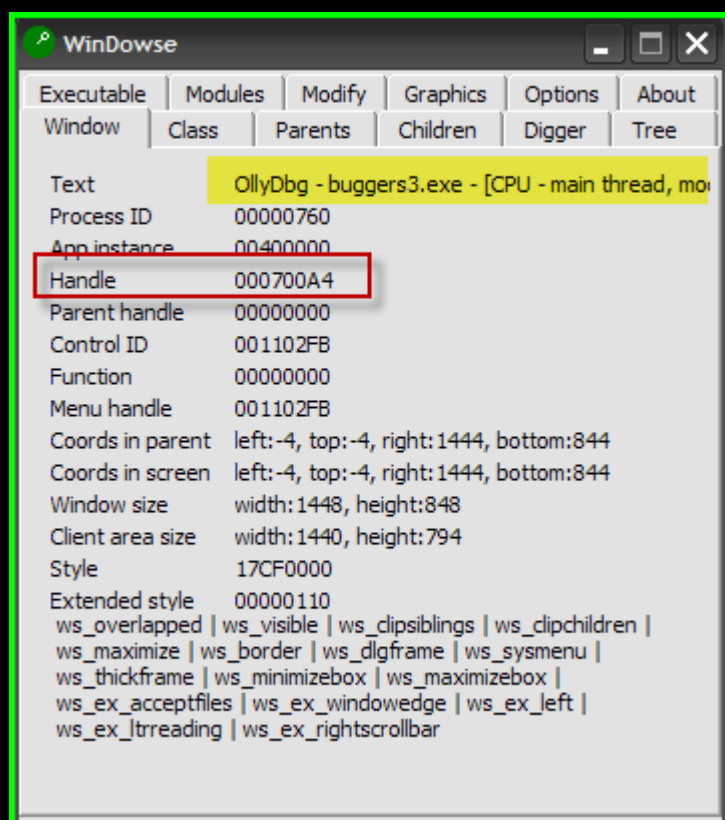 WinDowse
Executable Modules Modify Graphics Options About
Window Class Parents Children Digger Tree
Text OllyDbg - buggers3.exe - [CPU - main thread, mo
Process ID 00000760
App instance 00400000
Handle 000700A4
Parent handle 00000000
Control ID 001102FB
Function 00000000
Menu handle 001102FB
Coords in parent left:-4, top:-4, right:1444, bottom:844
Coords in screen left:-4, top:-4, right:1444, bottom:844
Window size width:1448, height:848
Client area size width:1440, height:794
Style 17CF0000
Extended style 00000110
ws_overlapped | ws_visible | ws_clipsiblings | ws_clipchildren |
ws_maximize | ws_border | ws_dlgframe | ws_sysmenu |
ws_thickframe | ws_minimizebox | ws_maximizebox |
ws_ex_acceptfiles | ws_ex_windowedge | ws_ex_left |
ws_ex_ltrreading | ws_ex_rightscrollbar